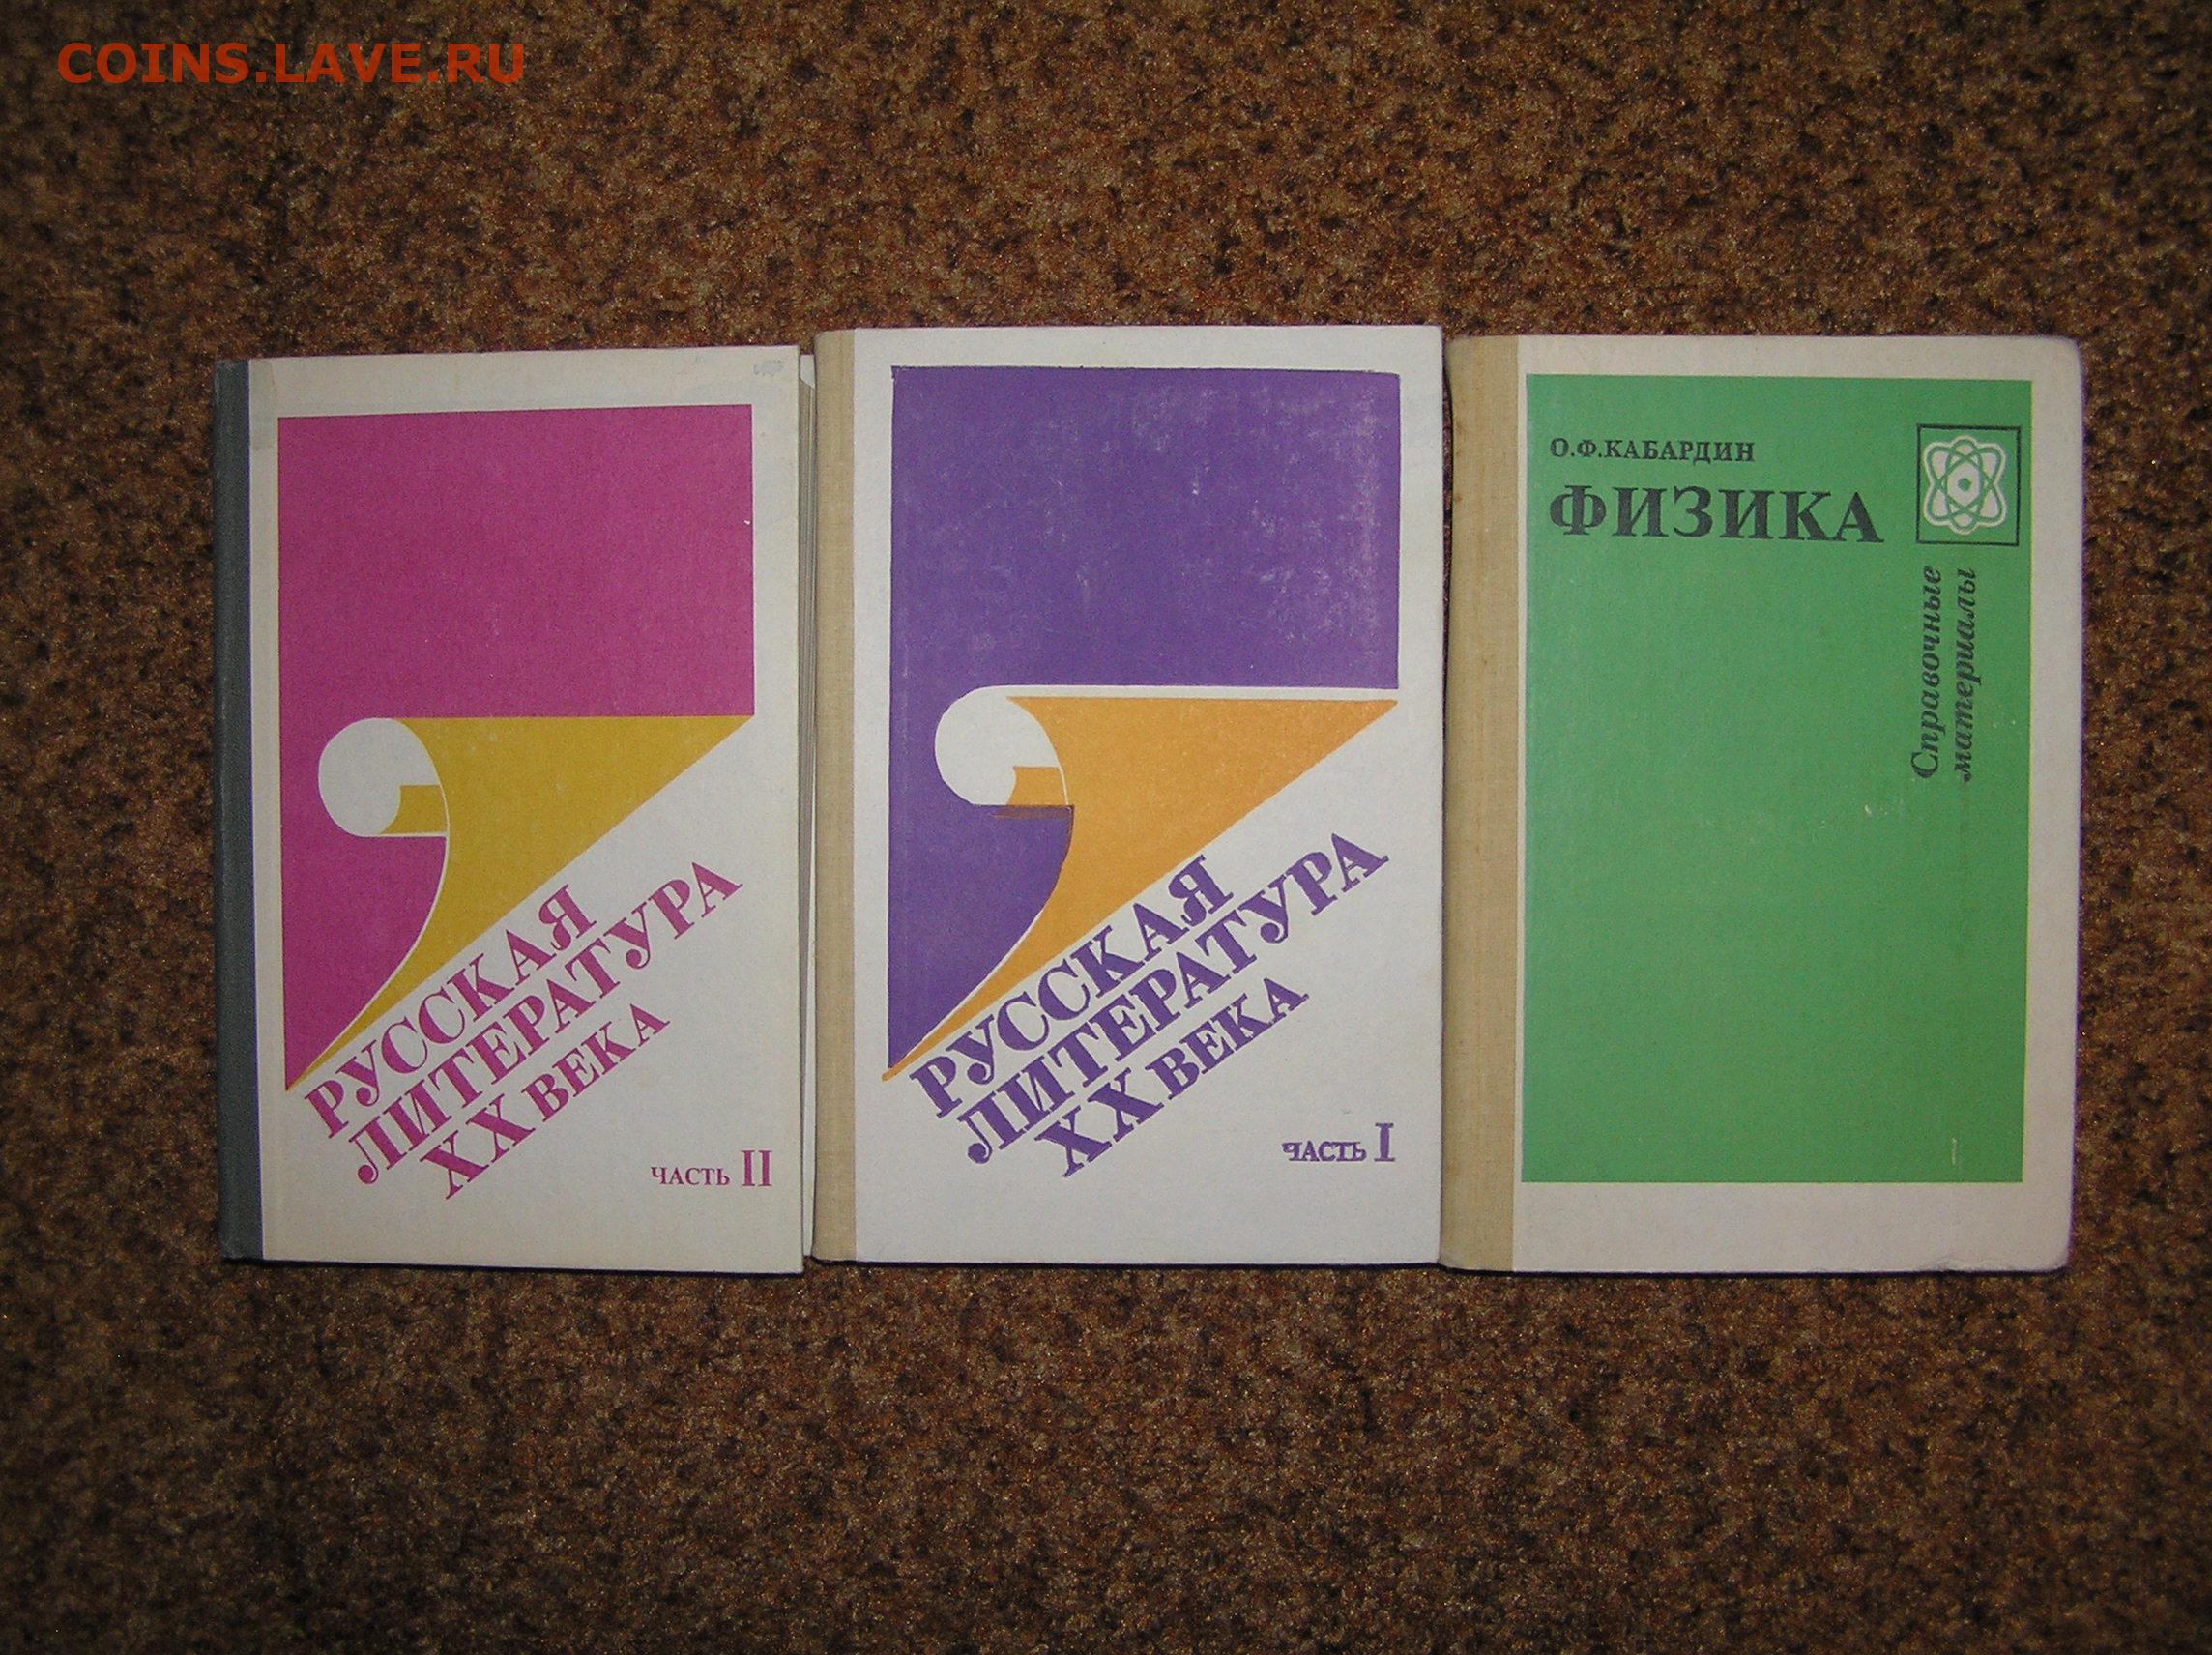 COINS.LAVE.RU
РУССКАЯ
ЛИТЕРАТУРА
XX ВЕКА
ЧАСТЬ II
РУССКАЯ
ЛИТЕРАТУРА
XX ВЕКА
ЧАСТЬ I
О.Ф.КАБАРДИН
ФИЗИКА
Справочные
материалы